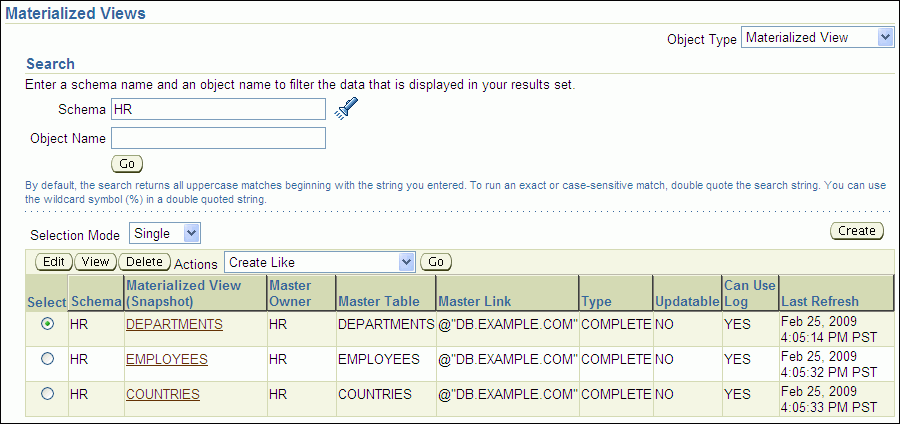 Materialized Views
Object Type Materialized View
Search
Enter a schema name and an object name to filter the data that is displayed in your results set.
Schema HR
Object Name
Go
By default, the search returns all uppercase matches beginning with the string you entered. To run an exact or case-sensitive match, double quote the search string. You can use
the wildcard symbol (%) in a double quoted string.
Selection Mode Single Create
Edit View Delete Actions Create Like Go
Materialized View Master Can Use
Select Schema (Snapshot) Owner Master Table Master Link Type Updatable Log Last Refresh
HR DEPARTMENTS HR DEPARTMENTS @"DB.EXAMPLE.COM" COMPLETE NO YES Feb 25, 2009
4:05:14 PM PST
HR EMPLOYEES HR EMPLOYEES @"DB.EXAMPLE.COM" COMPLETE NO YES Feb 25, 2009
4:05:32 PM PST
HR COUNTRIES HR COUNTRIES @"DB.EXAMPLE.COM" COMPLETE NO YES Feb 25, 2009
4:05:33 PM PST